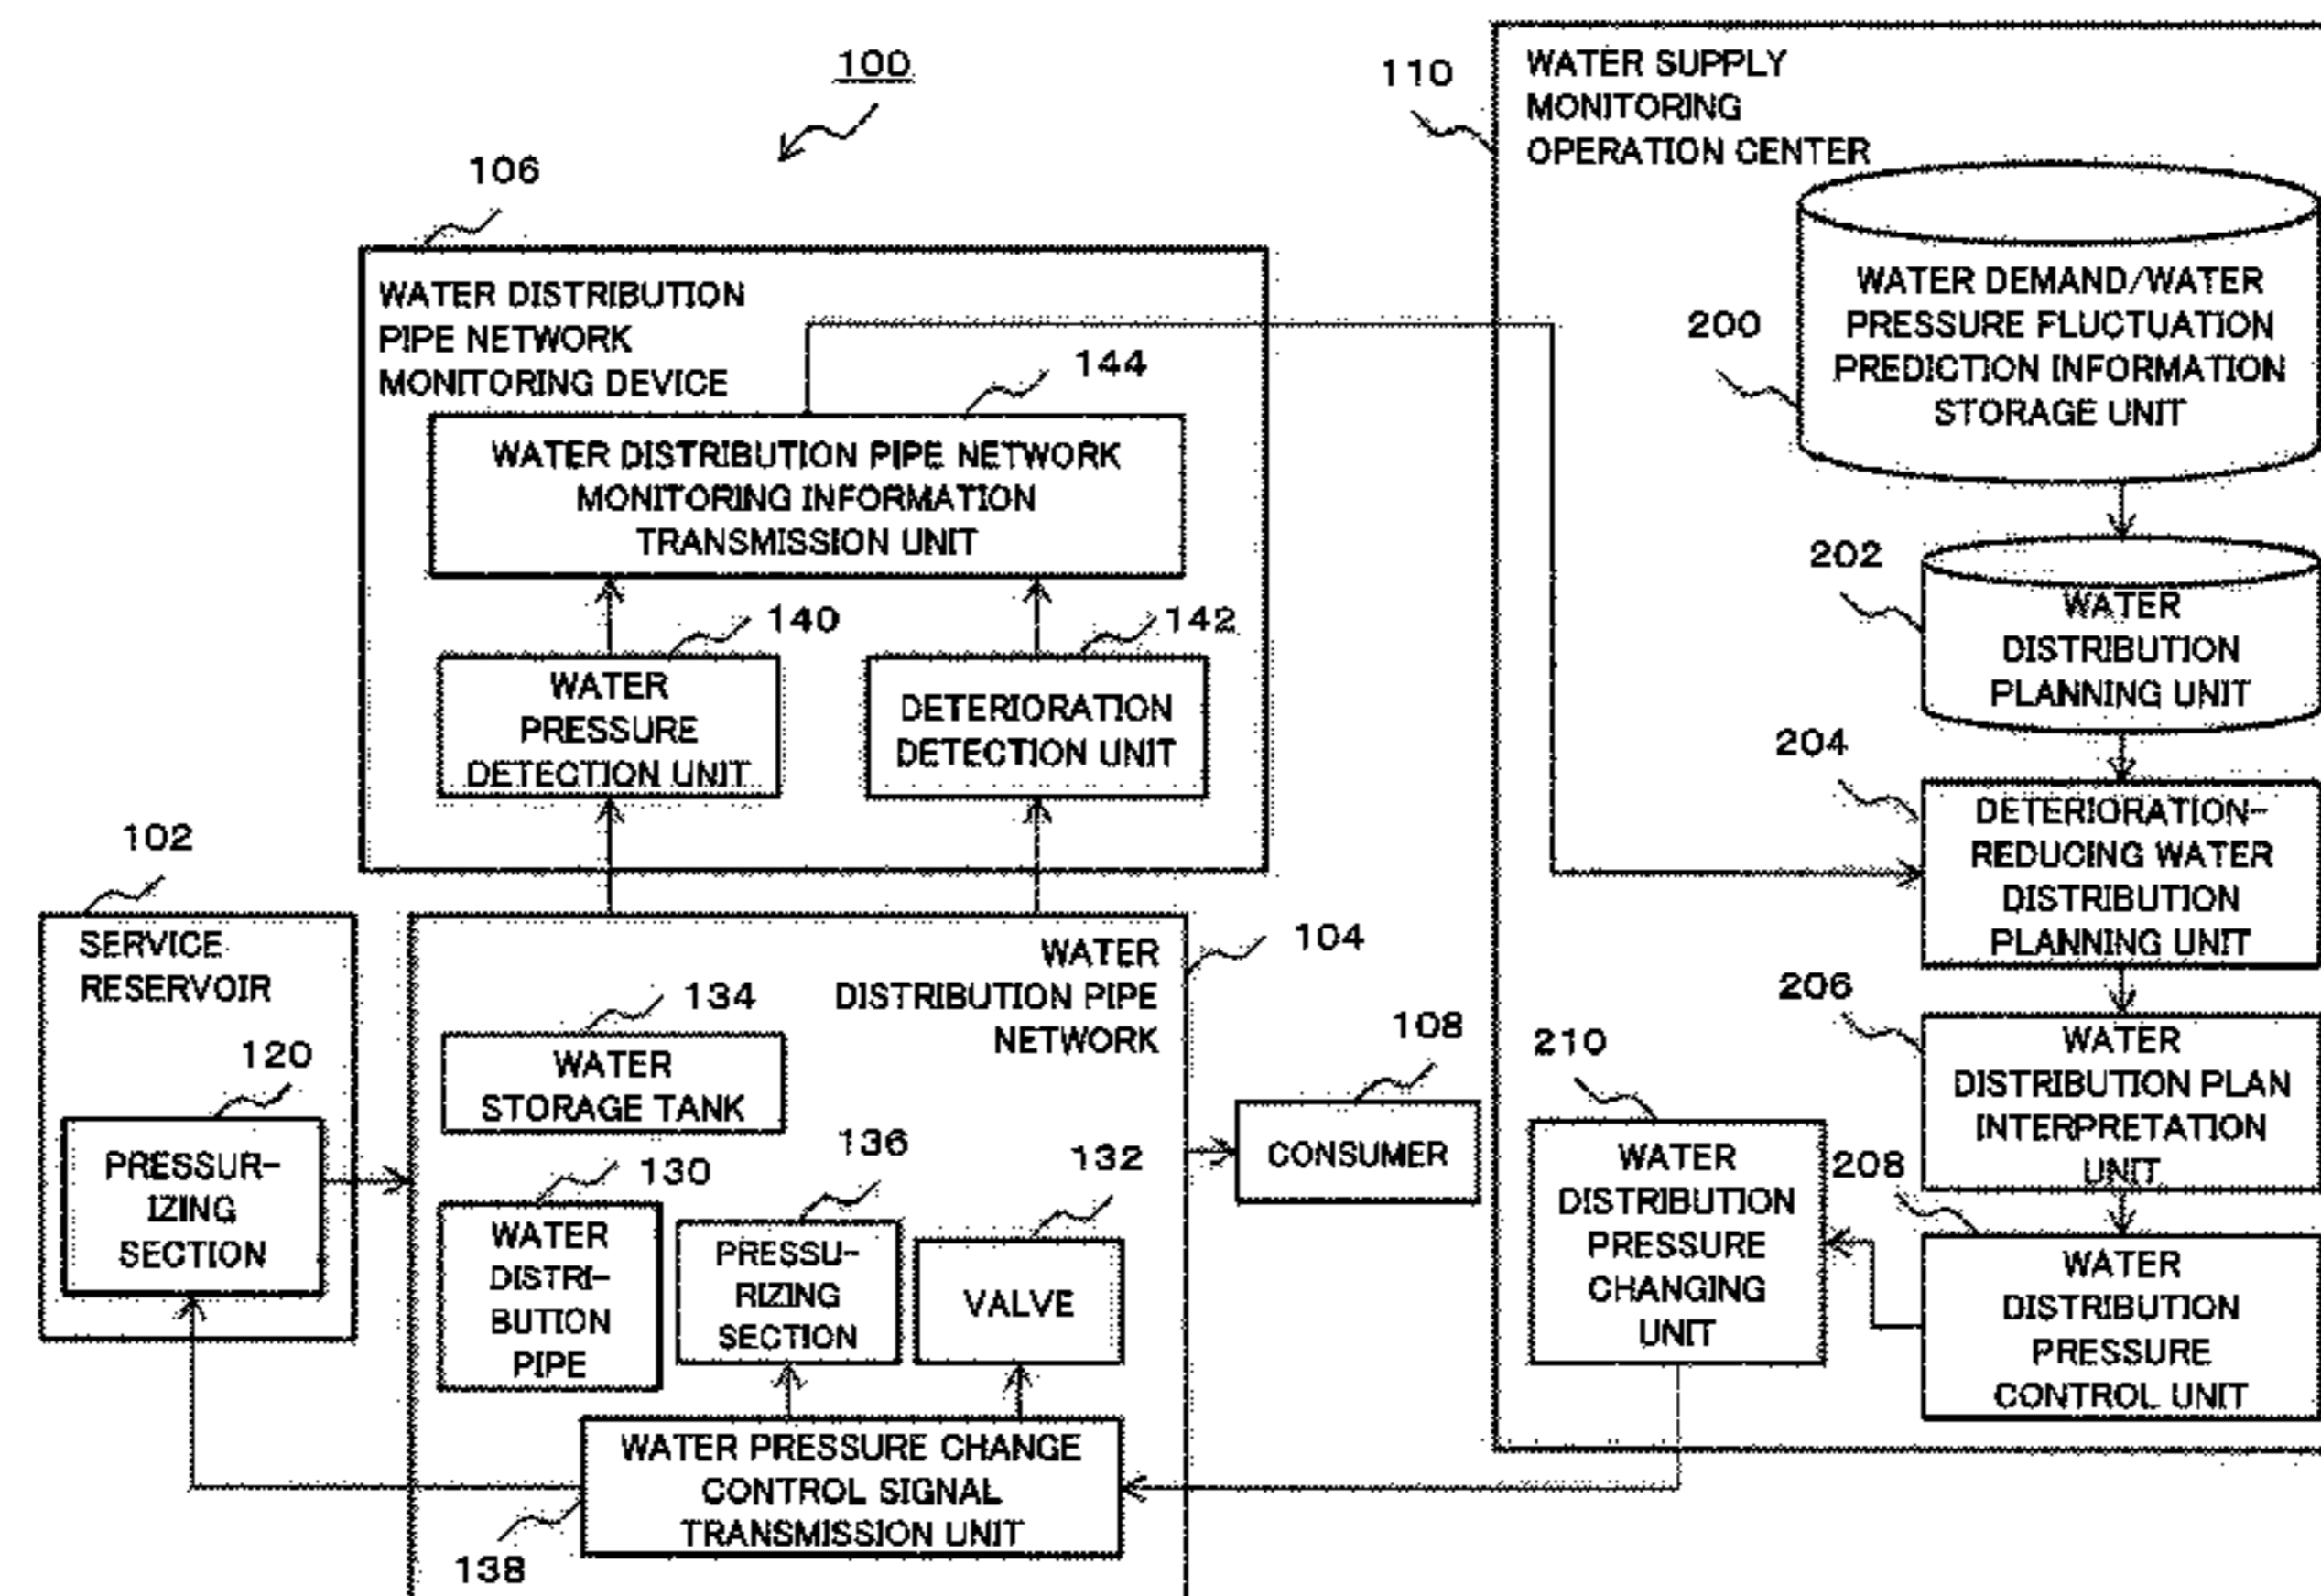 100
106
WATER DISTRIBUTION
PIPE NETWORK
MONITORING DEVICE
144
WATER DISTRIBUTION PIPE NETWORK
MONITORING INFORMATION
TRANSMISSION UNIT
140
WATER
PRESSURE
DETECTION UNIT
142
DETERIORATION
DETECTION UNIT
102
SERVICE
RESERVOIR
120
PRESSUR-
IZING
SECTION
104
WATER
DISTRIBUTION PIPE
NETWORK
134
WATER
STORAGE TANK
130
WATER
DISTRI-
BUTION
PIPE
136
PRESSU-
RIZING
SECTION
132
VALVE
138
WATER PRESSURE CHANGE
CONTROL SIGNAL
TRANSMISSION UNIT
108
CONSUMER
110
WATER SUPPLY
MONITORING
OPERATION CENTER
200
WATER DEMAND/WATER
PRESSURE FLUCTUATION
PREDICTION INFORMATION
STORAGE UNIT
202
WATER
DISTRIBUTION
PLANNING UNIT
204
DETERIORATION-
REDUCING WATER
DISTRIBUTION
PLANNING UNIT
206
WATER
DISTRIBUTION PLAN
INTERPRETATION
UNIT
208
WATER
DISTRIBUTION
PRESSURE
CONTROL UNIT
210
WATER
DISTRIBUTION
PRESSURE
CHANGING
UNIT